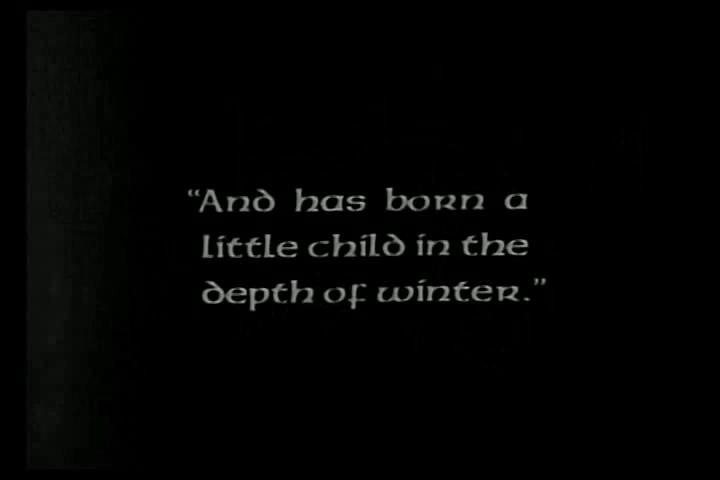 “And has born a
little child in the
depth of winter.”